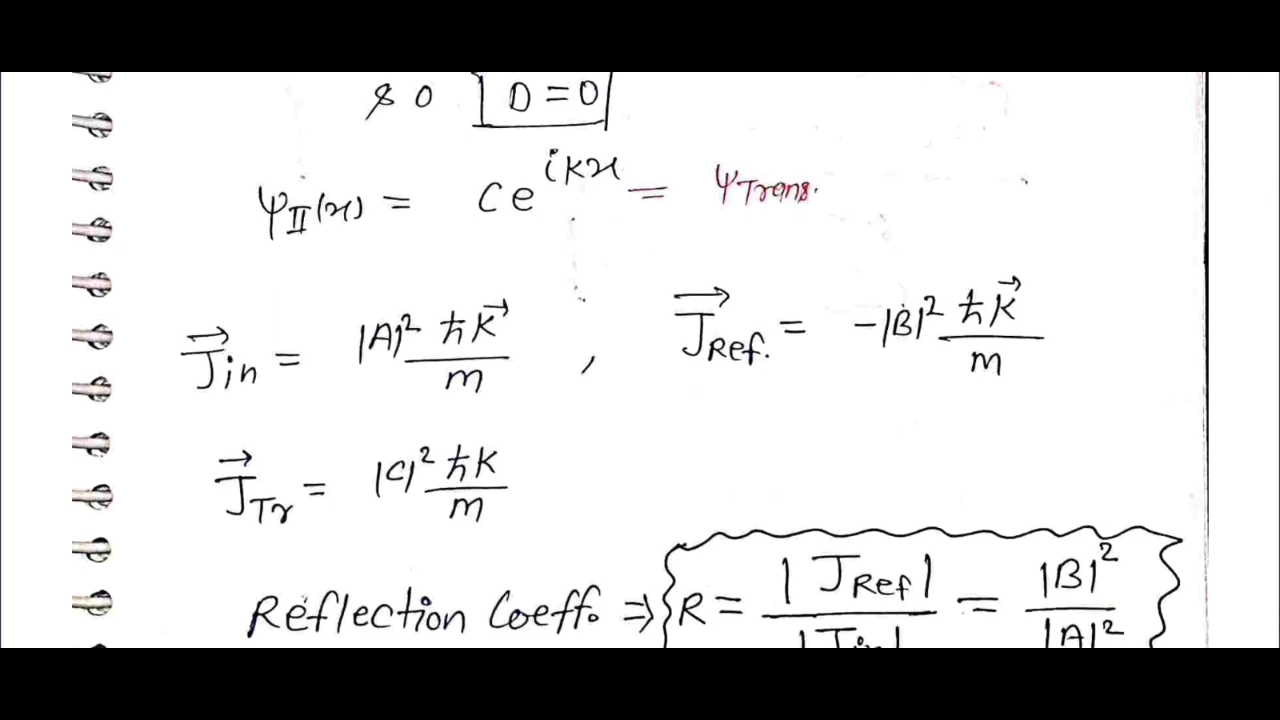 so D = 0
ψ_II(x) = Ce^{ikx} = ψ_Trans.
J⃗_in = |A|² ħk⃗/m , J⃗_Ref. = -|B|² ħk⃗/m
J⃗_Tr = |C|² ħk/m
Reflection Coeff. ⇒ R = |J_Ref|/|J_in| = |B|²/|A|²